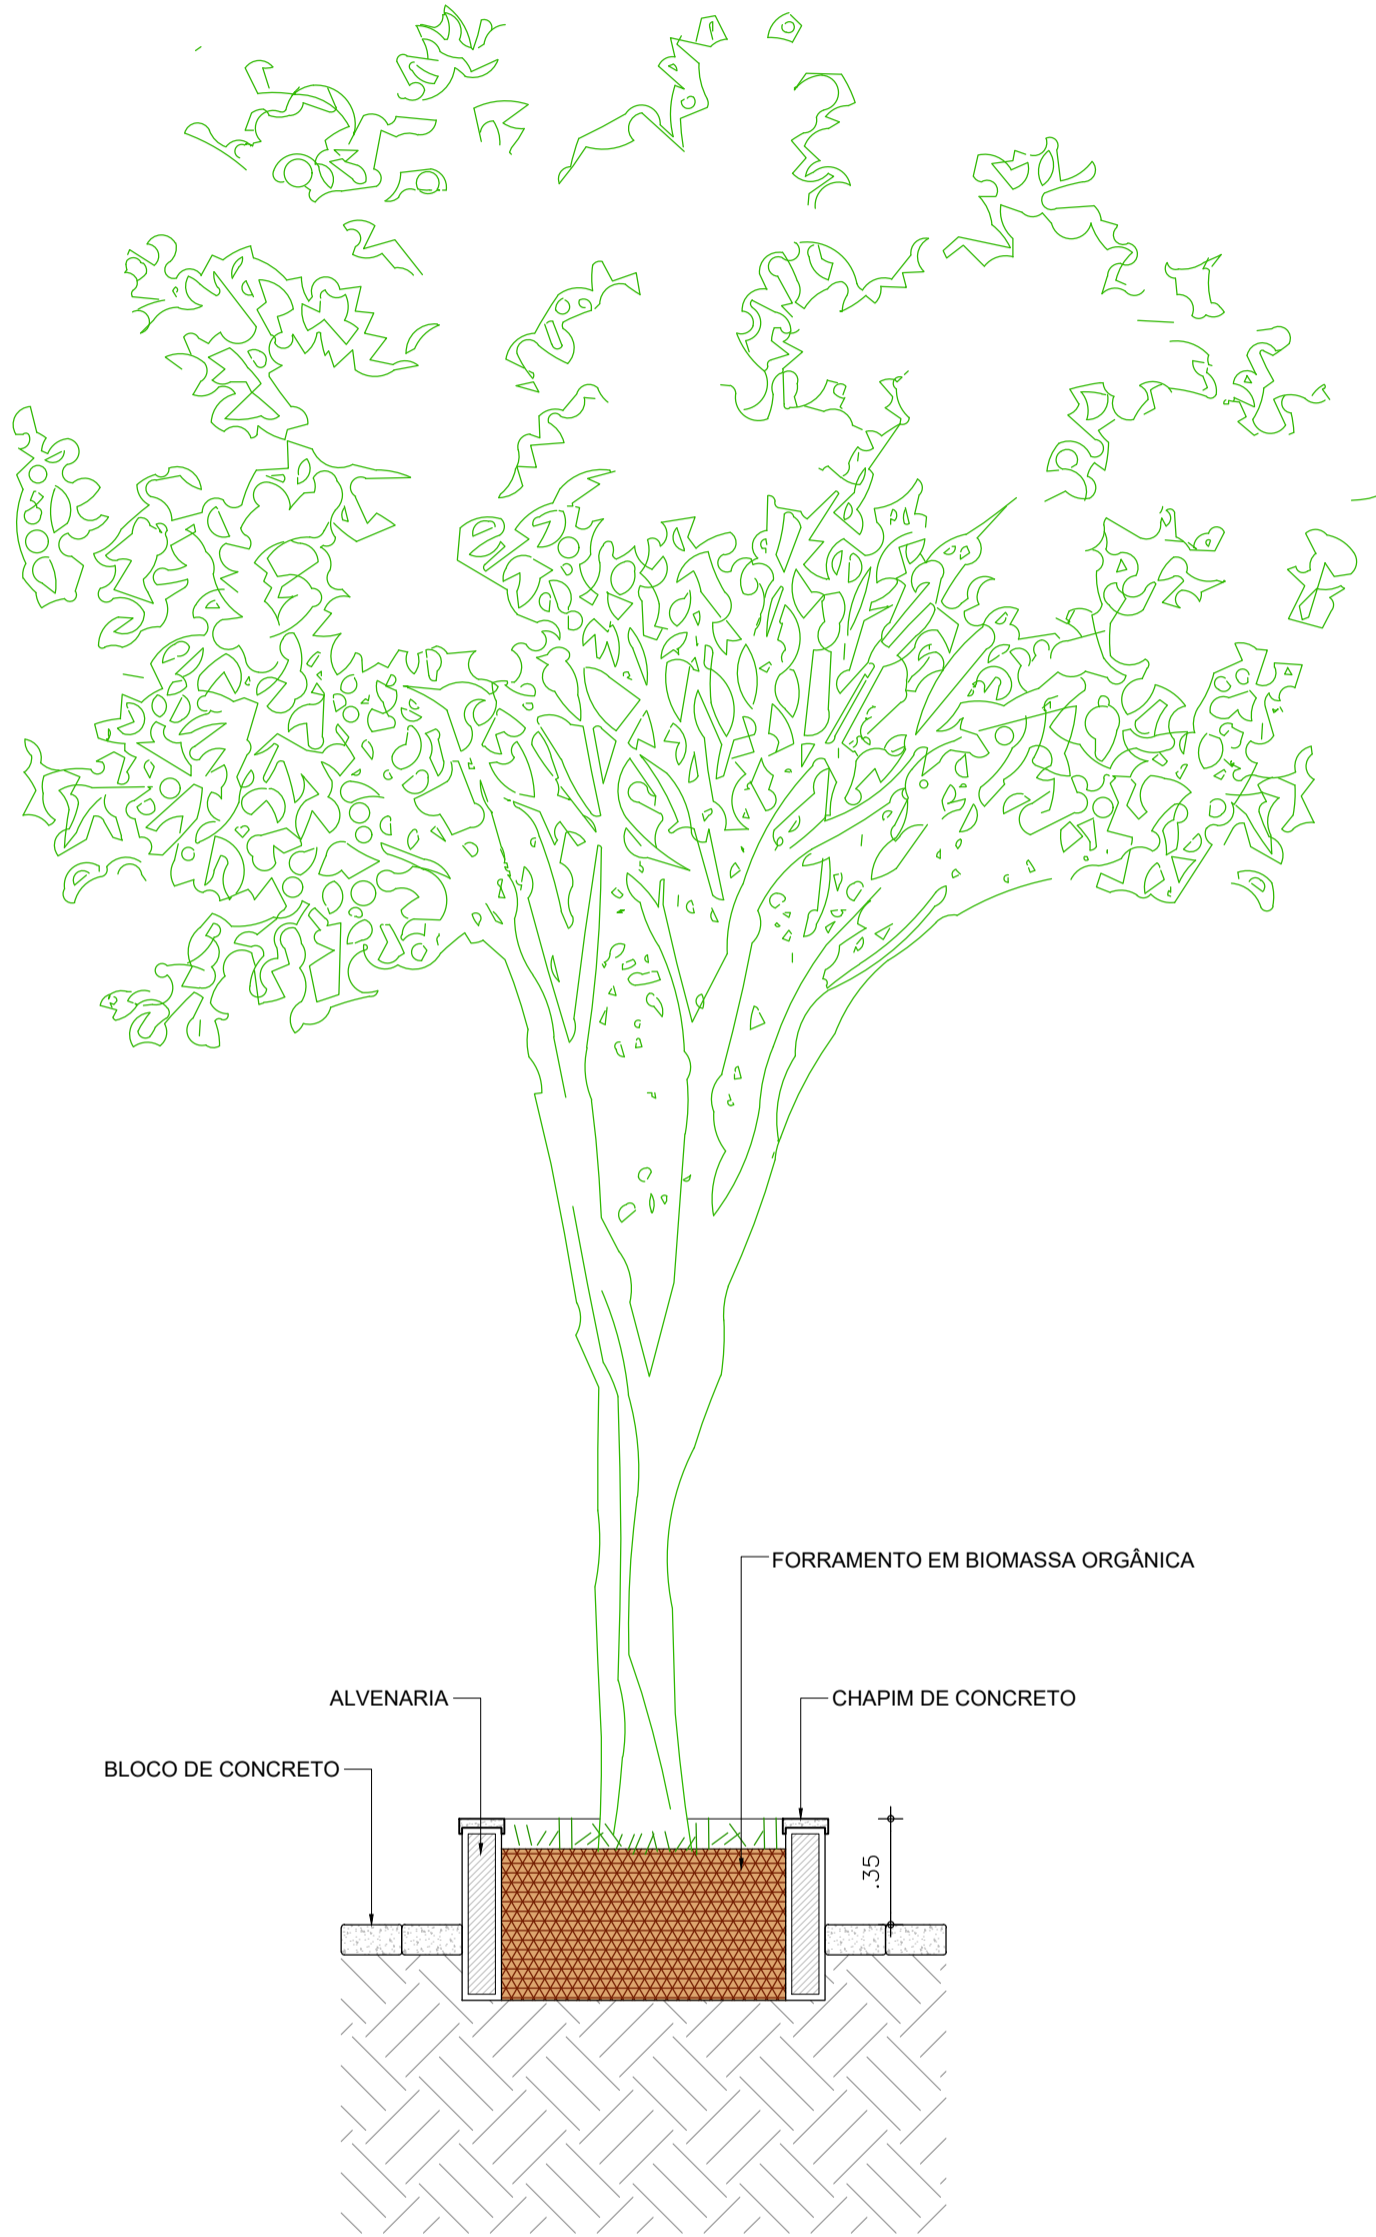 FORRAMENTO EM BIOMASSA ORGÂNICA
ALVENARIA
CHAPIM DE CONCRETO
BLOCO DE CONCRETO
.35